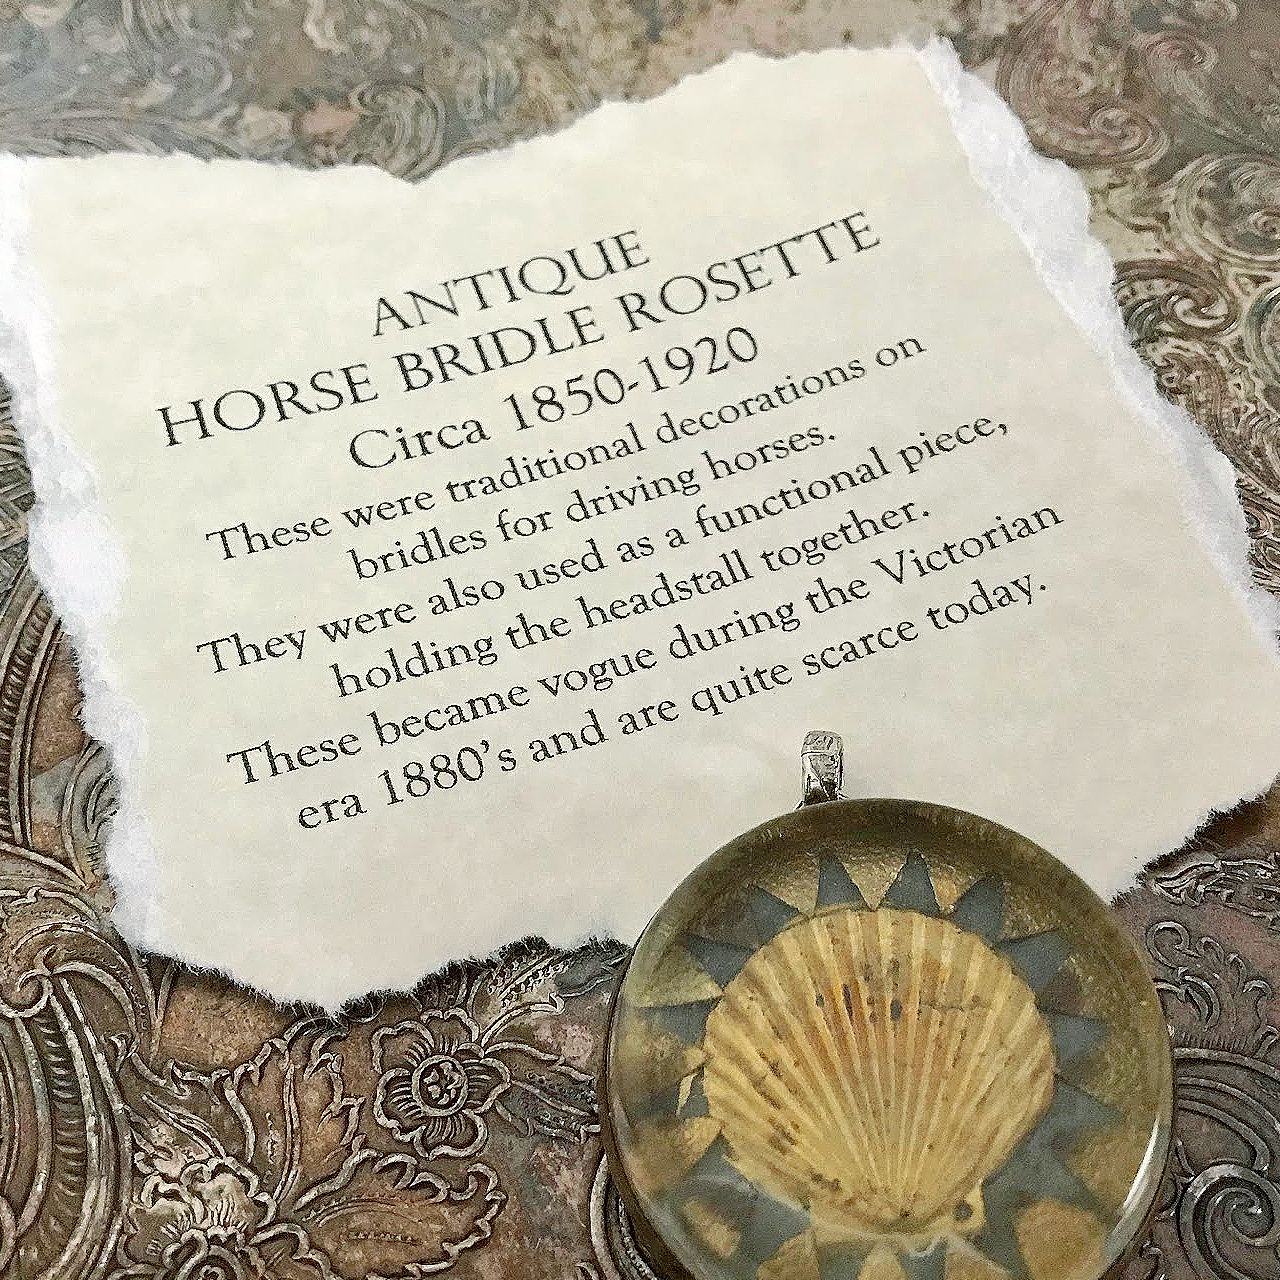 ANTIQUE
HORSE BRIDLE ROSETTE
Circa 1850-1920
These were traditional decorations on
bridles for driving horses.
They were also used as a functional piece,
holding the headstall together.
These became vogue during the Victorian
era 1880's and are quite scarce today.